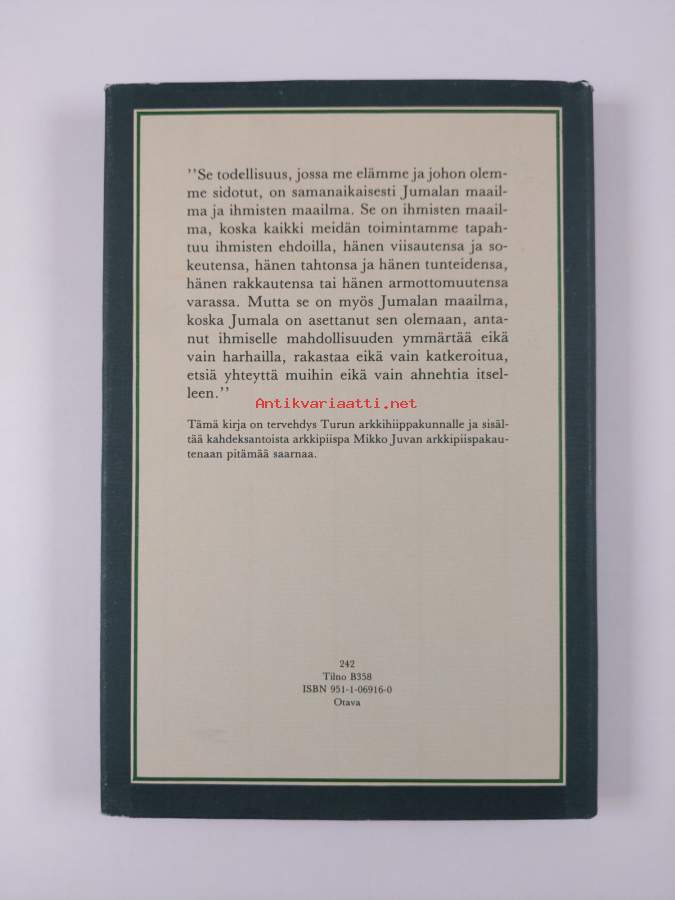 ''Se todellisuus, jossa me elämme ja johon olem-
me sidotut, on samanaikaisesti Jumalan maail-
ma ja ihmisten maailma. Se on ihmisten maail-
ma, koska kaikki meidän toimintamme tapah-
tuu ihmisten ehdoilla, hänen viisautensa ja so-
keutensa, hänen tahtonsa ja hänen tunteidensa,
hänen rakkautensa tai hänen armottomuutensa
varassa. Mutta se on myös Jumalan maailma,
koska Jumala on asettanut sen olemaan, anta-
nut ihmiselle mahdollisuuden ymmärtää eikä
vain harhailla, rakastaa eikä vain katkeroitua,
etsiä yhteyttä muihin eikä vain ahnehtia itsel-
leen.''
Antikvariaatti.net
Tämä kirja on tervehdys Turun arkkihiippakunnalle ja sisäl-
tää kahdeksantoista arkkipiispa Mikko Juvan arkkipiispakau-
tenaan pitämää saarnaa.
242
Tilno B358
ISBN 951-1-06916-0
Otava